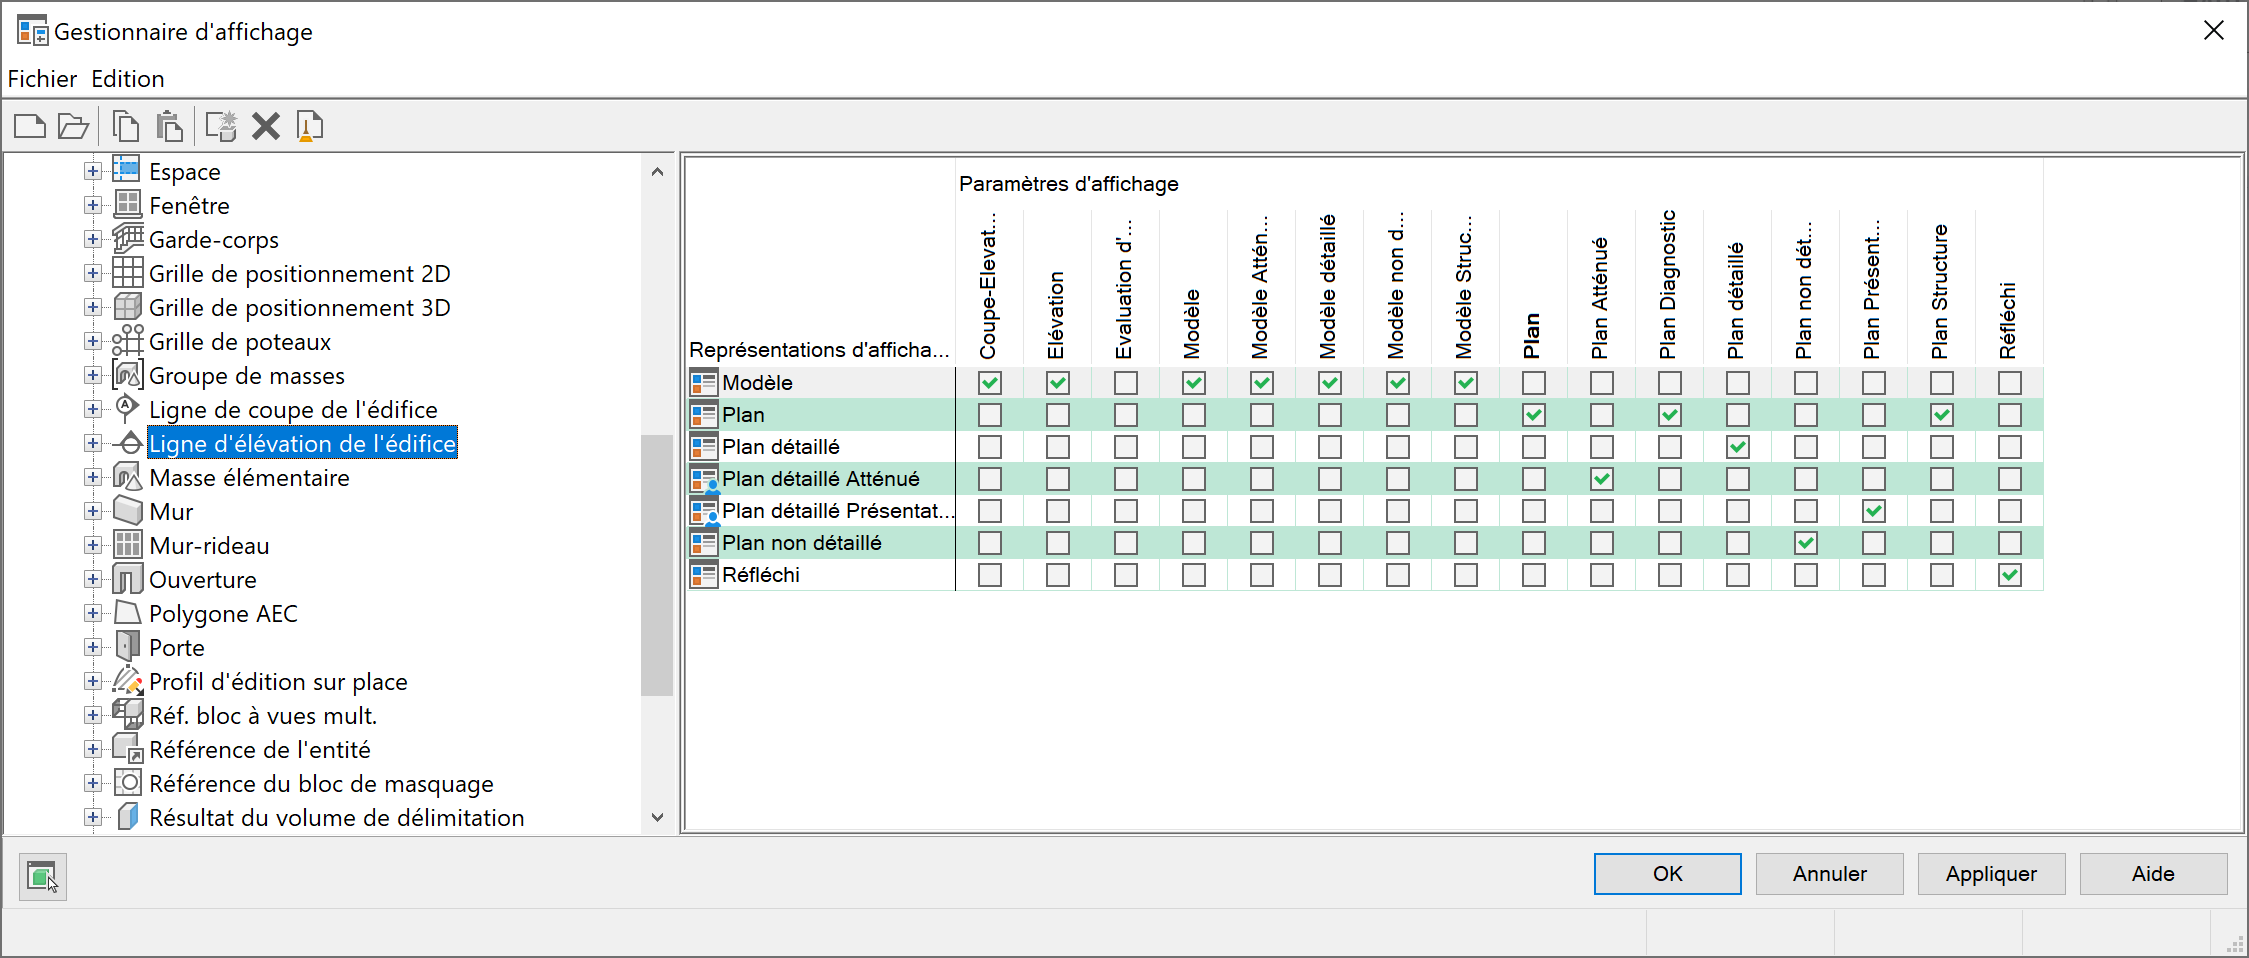 Gestionnaire d'affichage
Fichier Edition
Espace
Fenêtre
Garde-corps
Grille de positionnement 2D
Grille de positionnement 3D
Grille de poteaux
Groupe de masses
Ligne de coupe de l'édifice
Ligne d'élévation de l'édifice
Masse élémentaire
Mur
Mur-rideau
Ouverture
Polygone AEC
Porte
Profil d'édition sur place
Réf. bloc à vues mult.
Référence de l'entité
Référence du bloc de masquage
Résultat du volume de délimitation
Paramètres d'affichage
Représentations d'afficha...
Coupe-Elevat...
Elévation
Evaluation d'...
Modèle
Modèle Attén...
Modèle détaillé
Modèle non d...
Modèle Struc...
Plan
Plan Atténué
Plan Diagnostic
Plan détaillé
Plan non dét...
Plan Présent...
Plan Structure
Réfléchi
Modèle
Plan
Plan détaillé
Plan détaillé Atténué
Plan détaillé Présentat...
Plan non détaillé
Réfléchi
OK
Annuler
Appliquer
Aide